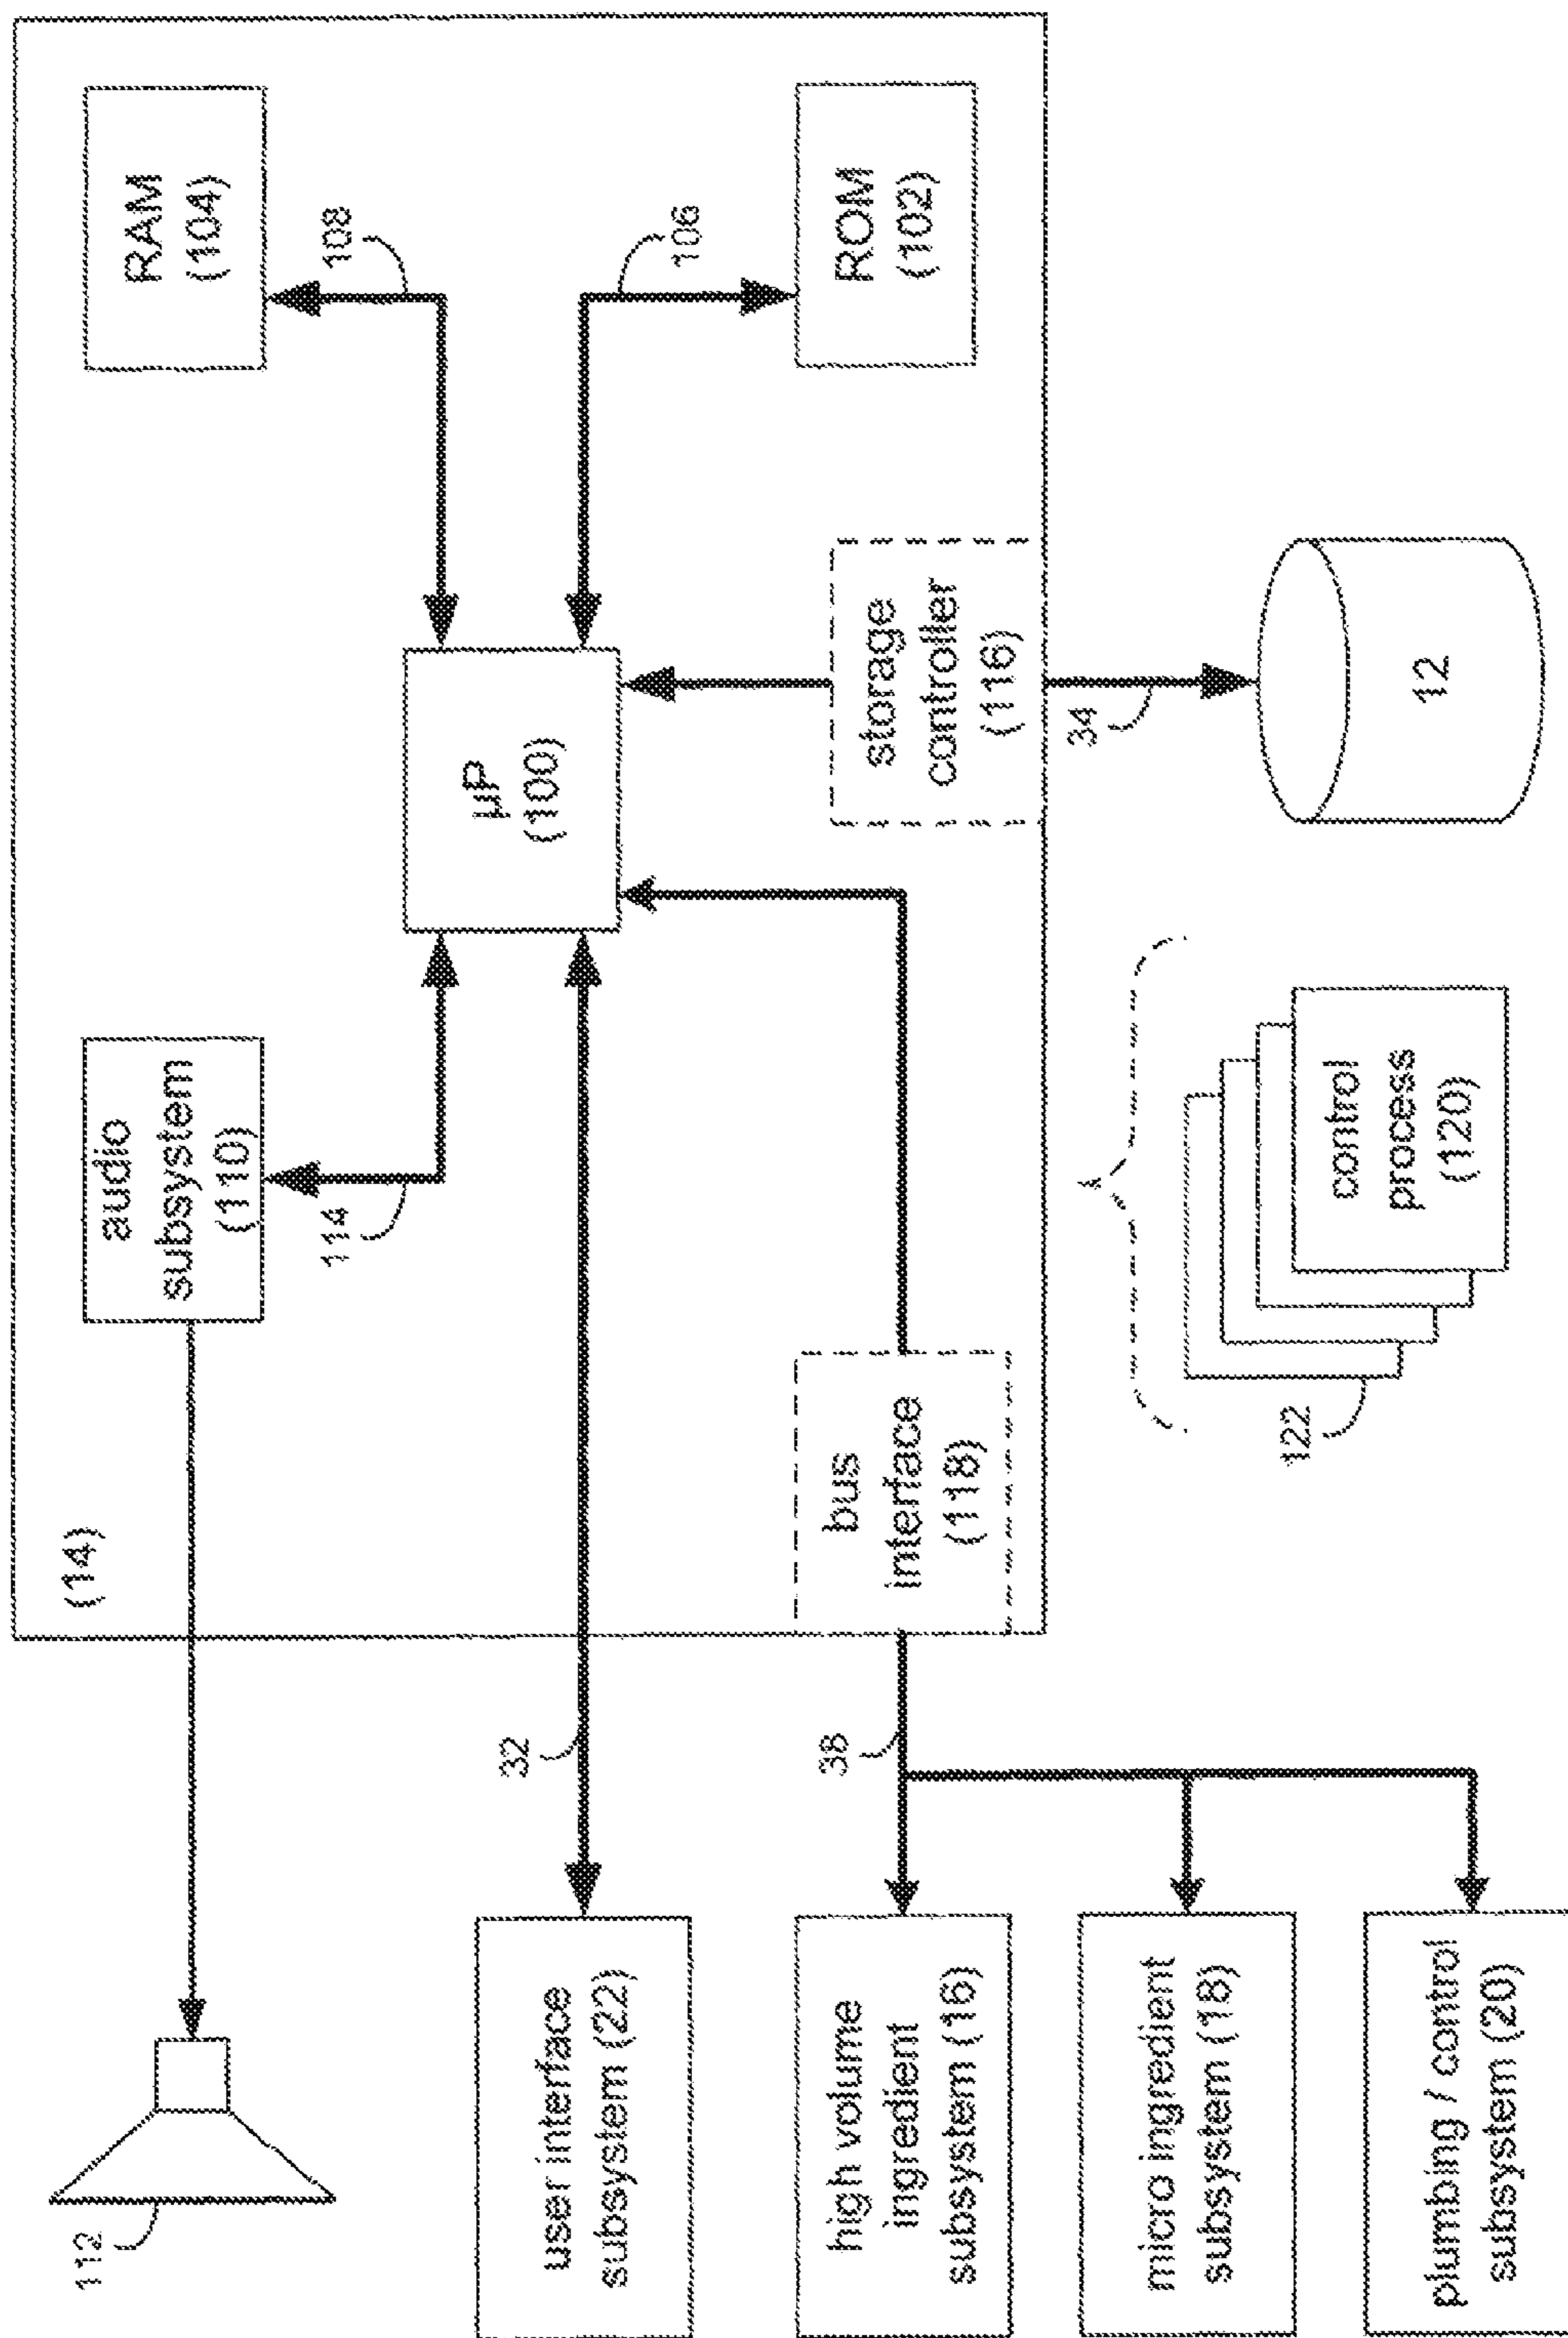 112
(14)
audio
subsystem
(110)
114
RAM
(104)
108
user interface
subsystem (22)
32
µP
(100)
106
high volume
ingredient
subsystem (16)
38
bus
interface
(118)
storage
controller
(116)
ROM
(102)
34
micro ingredient
subsystem (18)
122
control
process
(120)
12
plumbing / control
subsystem (20)